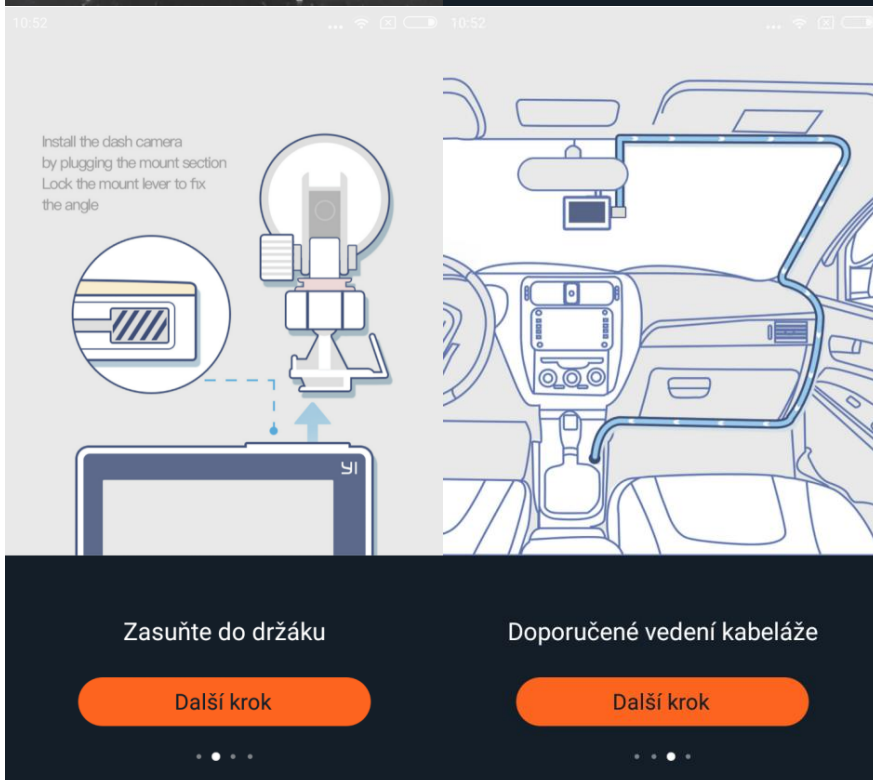 10:52
Install the dash camera
by plugging the mount section
Lock the mount lever to fix
the angle
YI
Zasuňte do držáku
Další krok
10:52
Doporučené vedení kabeláže
Další krok